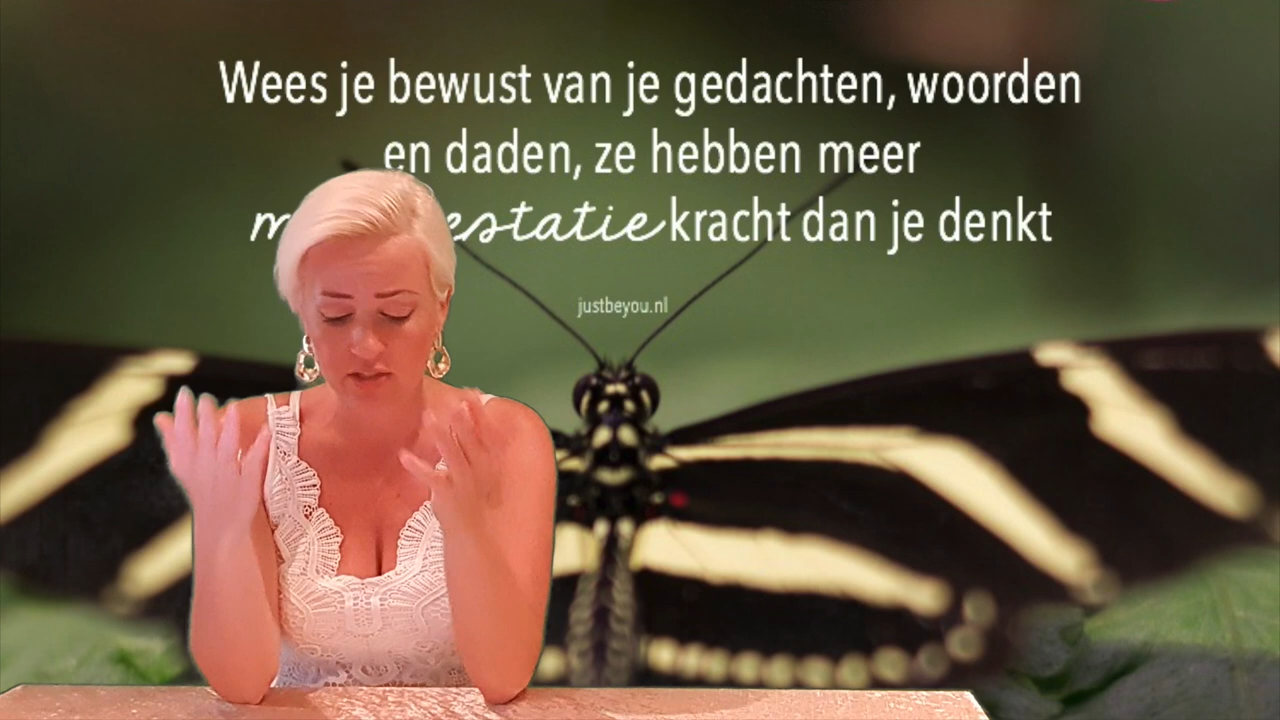 Wees je bewust van je gedachten, woorden
en daden, ze hebben meer
kracht dan je denkt
justbeyou.nl